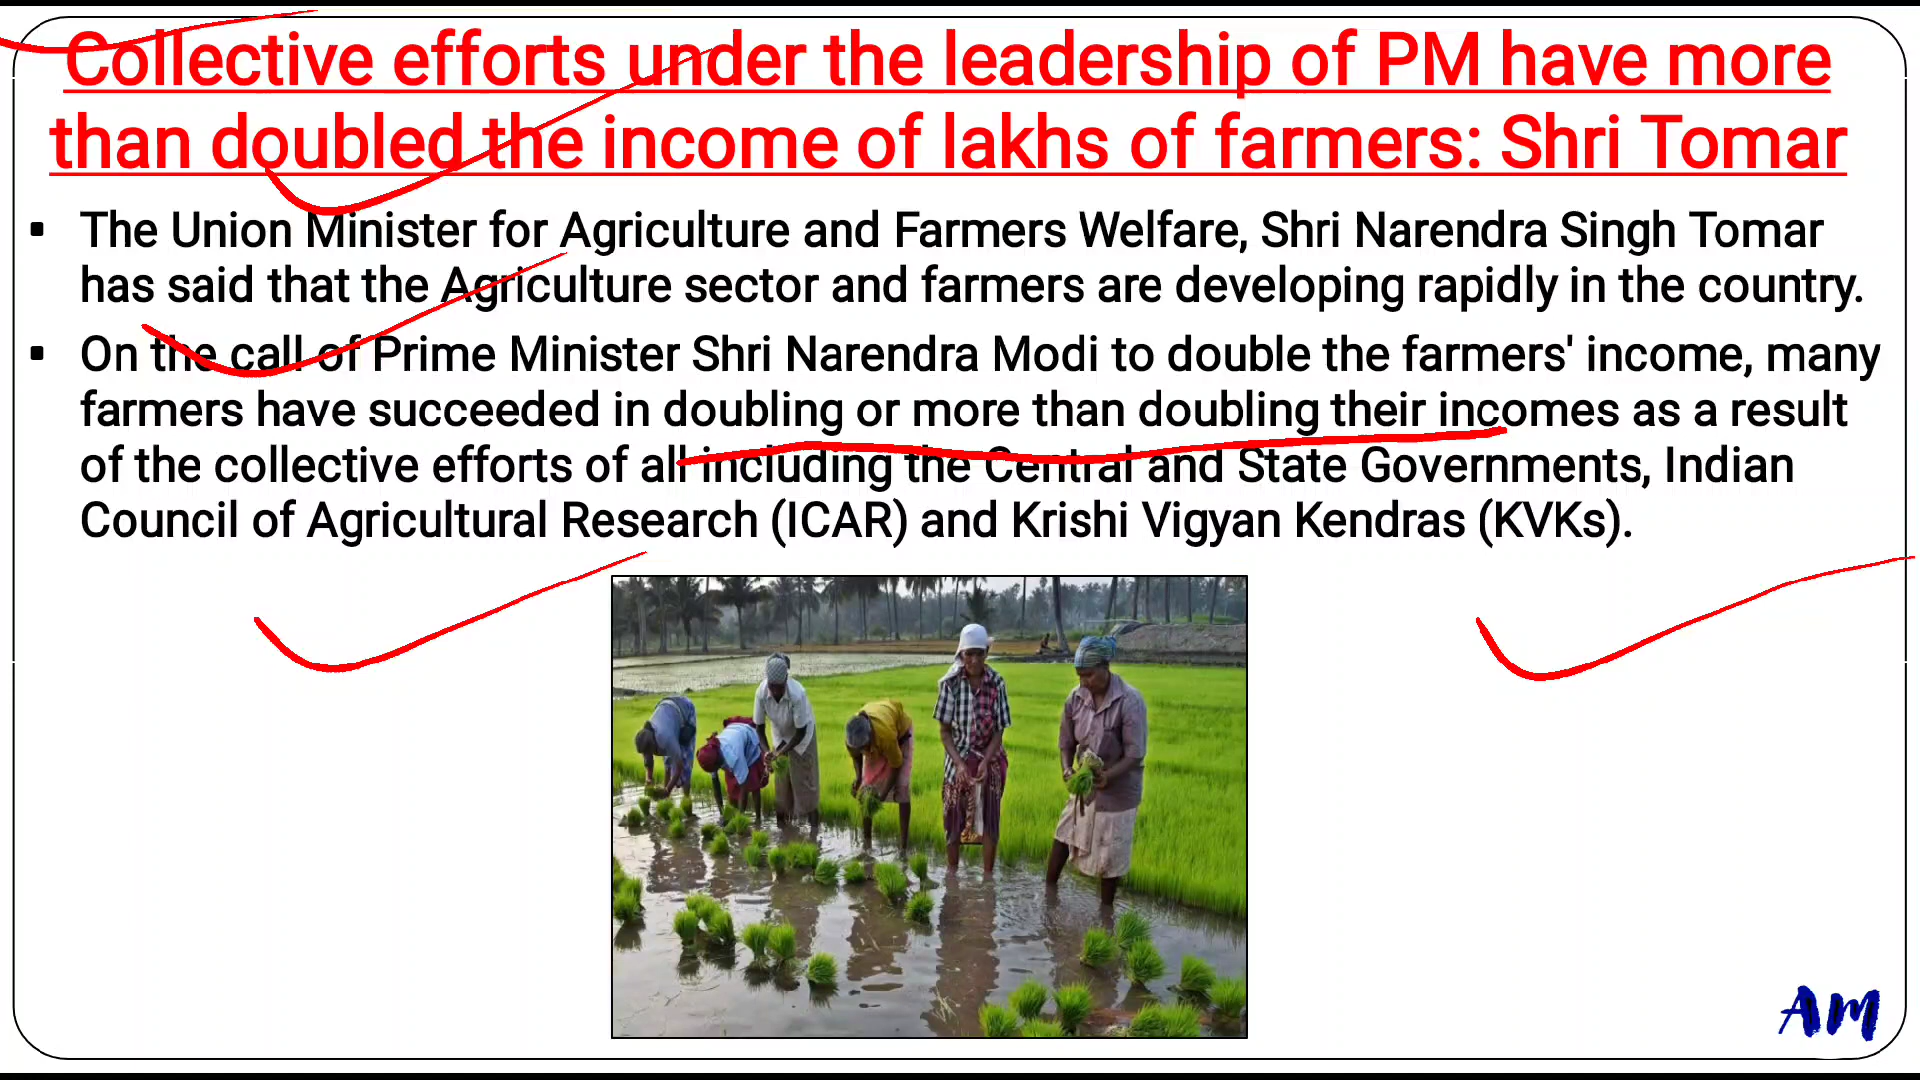 Collective efforts under the leadership of PM have more
than doubled the income of lakhs of farmers: Shri Tomar
▪ The Union Minister for Agriculture and Farmers Welfare, Shri Narendra Singh Tomar
has said that the Agriculture sector and farmers are developing rapidly in the country.
▪ On the call of Prime Minister Shri Narendra Modi to double the farmers' income, many
farmers have succeeded in doubling or more than doubling their incomes as a result
of the collective efforts of all including the Central and State Governments, Indian
Council of Agricultural Research (ICAR) and Krishi Vigyan Kendras (KVKs).
AM